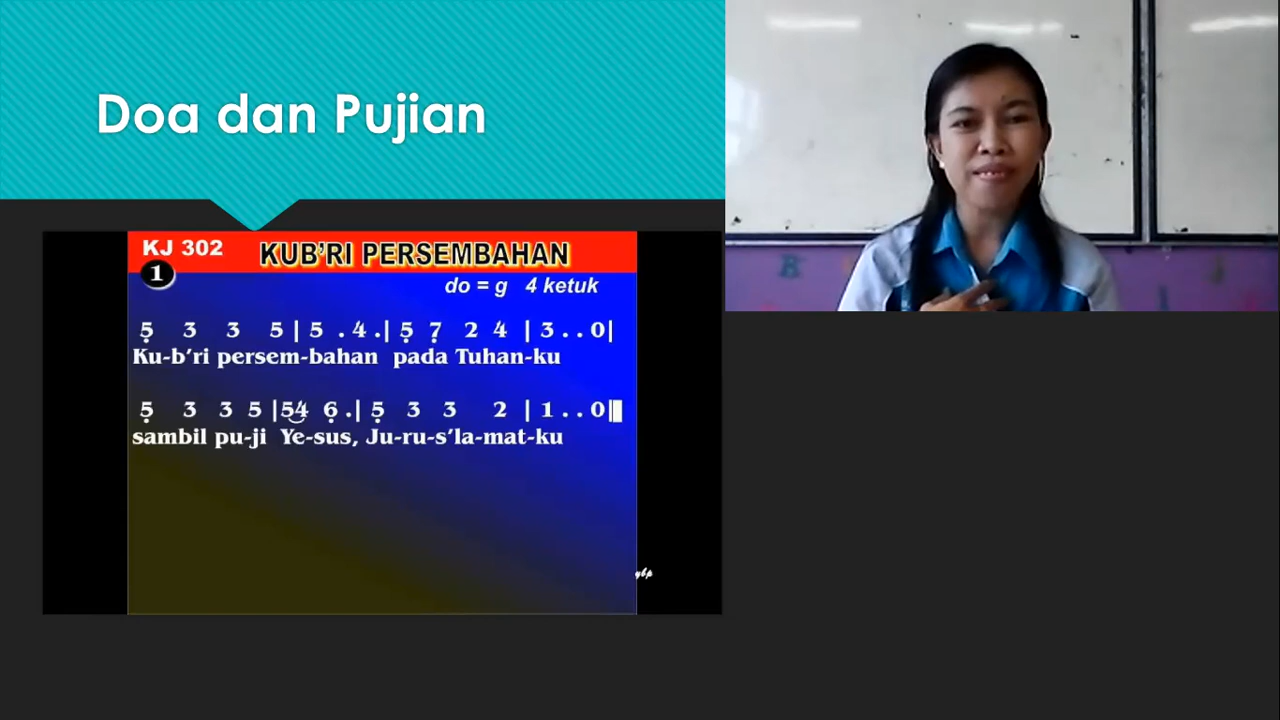 Doa dan Pujian
KJ 302 KUB'RI PERSEMBAHAN
1
do = g 4 ketuk
5̣ 3 3 5 | 5 . 4 . | 5̣ 7̣ 2 4 | 3 . . 0 |
Ku-b'ri persem-bahan pada Tuhan-ku
5̣ 3 3 5 | 54 6̣ . | 5̣ 3 3 2 | 1 . . 0 ||
sambil pu-ji Ye-sus, Ju-ru-s'la-mat-ku